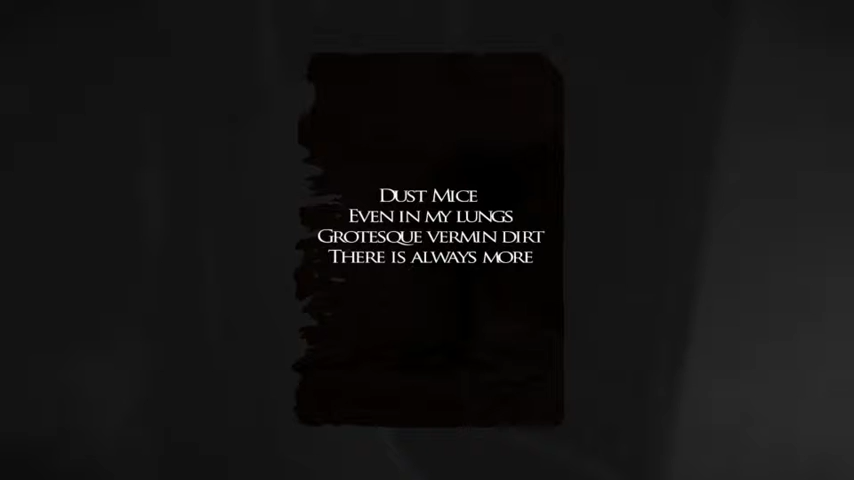 Dust Mice
Even in my lungs
Grotesque vermin dirt
There is always more